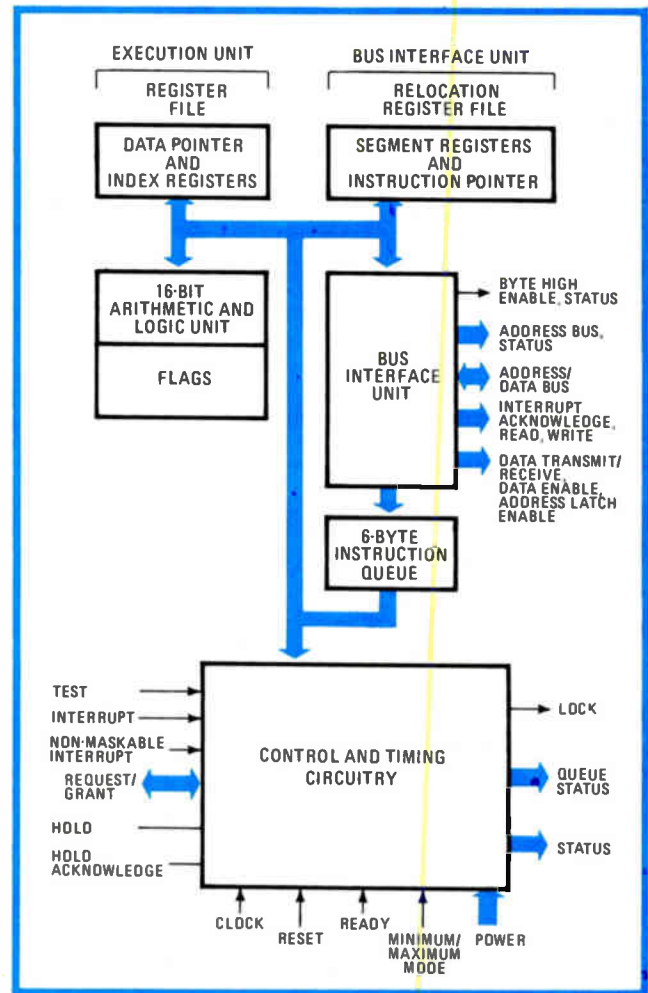 EXECUTION UNIT
BUS INTERFACE UNIT
REGISTER
FILE
RELOCATION
REGISTER FILE
DATA POINTER
AND
INDEX REGISTERS
SEGMENT REGISTERS
AND
INSTRUCTION POINTER
16-BIT
ARITHMETIC AND
LOGIC UNIT
FLAGS
BUS
INTERFACE
UNIT
BYTE HIGH
ENABLE, STATUS
ADDRESS BUS,
STATUS
ADDRESS/
DATA BUS
INTERRUPT
ACKNOWLEDGE,
READ, WRITE
DATA TRANSMIT/
RECEIVE,
DATA ENABLE,
ADDRESS LATCH
ENABLE
6-BYTE
INSTRUCTION
QUEUE
TEST
INTERRUPT
NON-MASKABLE
INTERRUPT
REQUEST/
GRANT
HOLD
HOLD
ACKNOWLEDGE
CONTROL AND TIMING
CIRCUITRY
LOCK
QUEUE
STATUS
STATUS
CLOCK
RESET
READY
MINIMUM/
MAXIMUM
MODE
POWER